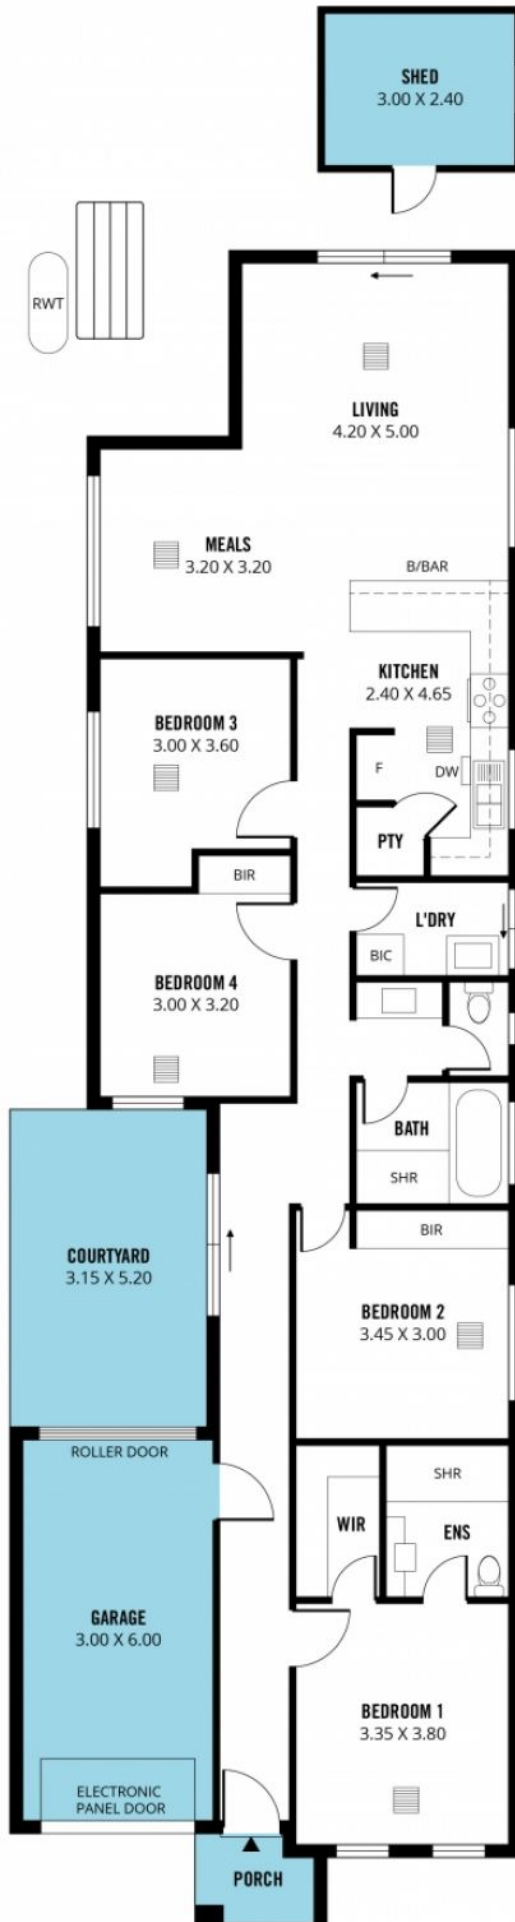 SHED
3.00 X 2.40
RWT
LIVING
4.20 X 5.00
MEALS
3.20 X 3.20
B/BAR
KITCHEN
2.40 X 4.65
BEDROOM 3
3.00 X 3.60
F
DW
PTY
BIR
L'DRY
BIC
BEDROOM 4
3.00 X 3.20
BATH
SHR
BIR
COURTYARD
3.15 X 5.20
BEDROOM 2
3.45 X 3.00
ROLLER DOOR
SHR
WIR
ENS
GARAGE
3.00 X 6.00
BEDROOM 1
3.35 X 3.80
ELECTRONIC
PANEL DOOR
PORCH